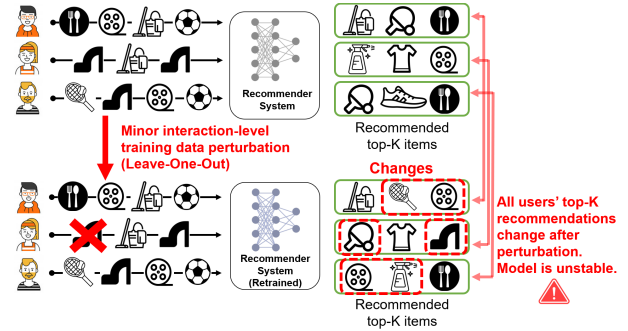 Recommender
System
Recommended
top-K items
Minor interaction-level
training data perturbation
(Leave-One-Out)
Changes
Recommender
System
(Retrained)
Recommended
top-K items
All users’ top-K
recommendations
change after
perturbation.
Model is unstable.